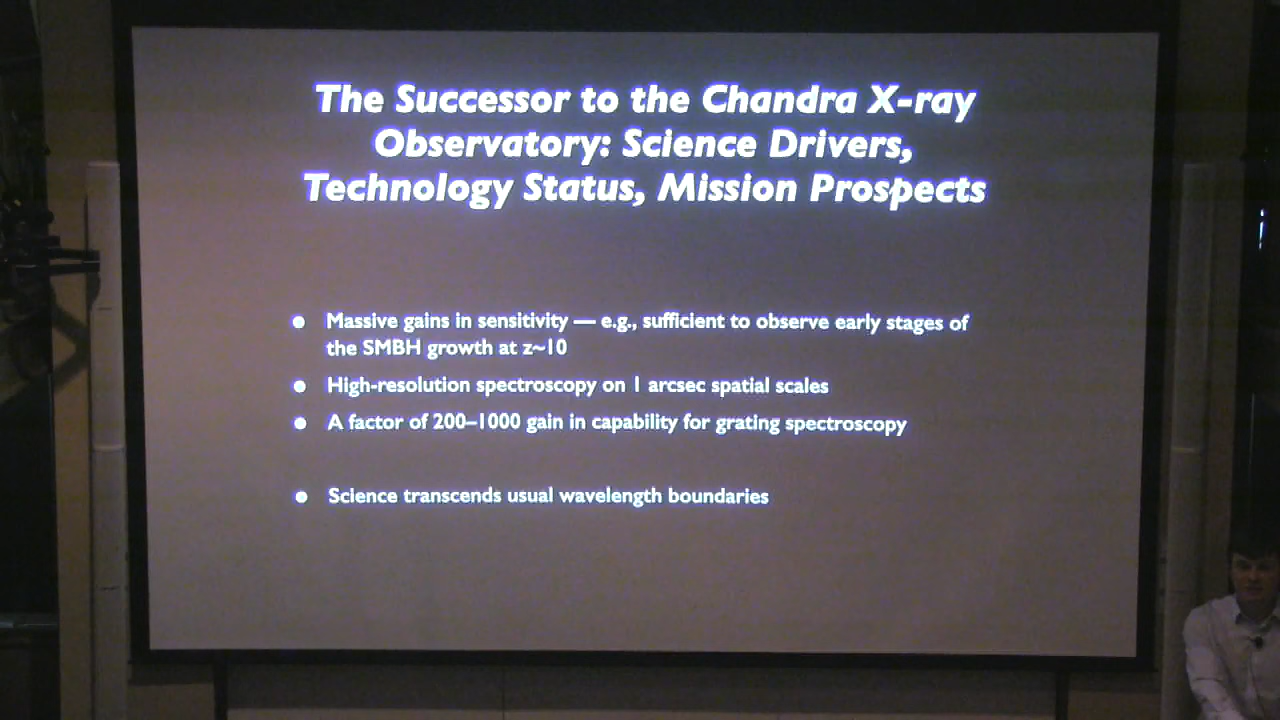 The Successor to the Chandra X-ray
Observatory: Science Drivers,
Technology Status, Mission Prospects
● Massive gains in sensitivity — e.g., sufficient to observe early stages of
the SMBH growth at z~10
● High-resolution spectroscopy on 1 arcsec spatial scales
● A factor of 200–1000 gain in capability for grating spectroscopy
● Science transcends usual wavelength boundaries